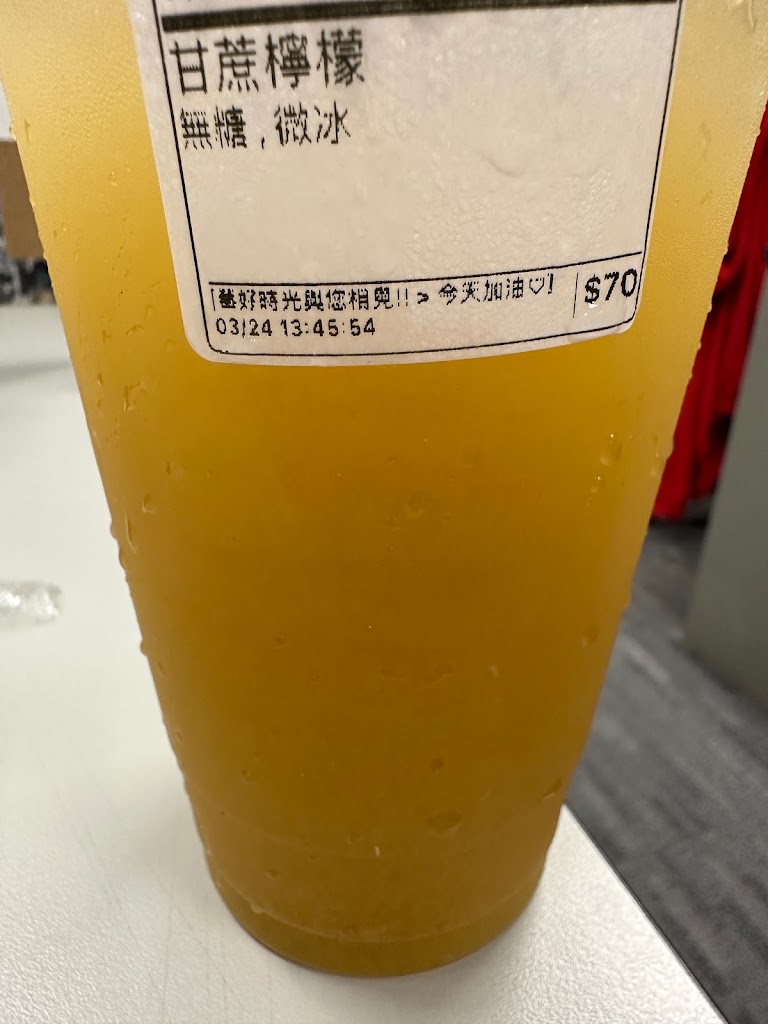 甘蔗檸檬
無糖,微冰
[美好時光與您相見!! > 今天加油♡]
$70
03/24 13:45:54